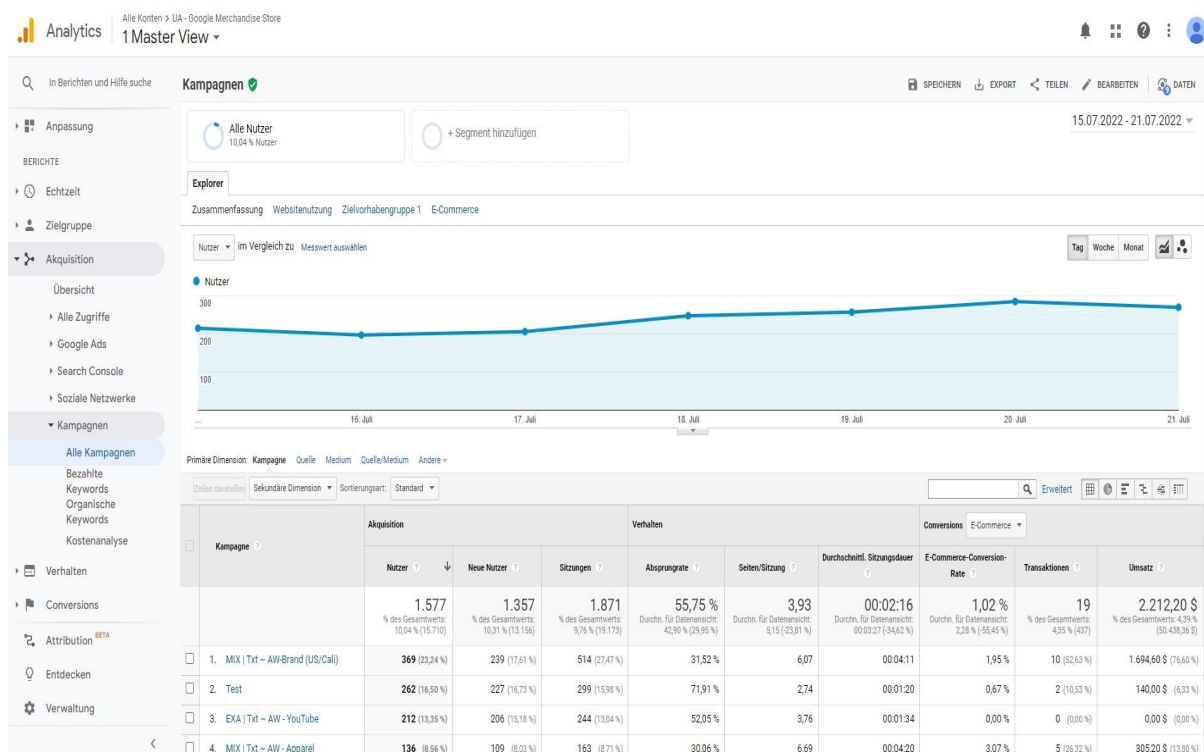 Alle Konten > UA - Google Merchandise Store
Analytics
1 Master View
In Berichten und Hilfe suche
Kampagnen
SPEICHERN EXPORT TEILEN BEARBEITEN DATEN
Anpassung
BERICHTE
Echtzeit
Zielgruppe
Akquisition
Übersicht
Alle Zugriffe
Google Ads
Search Console
Soziale Netzwerke
Kampagnen
Alle Kampagnen
Bezahlte
Keywords
Organische
Keywords
Kostenanalyse
Verhalten
Conversions
Attribution BETA
Entdecken
Verwaltung
Alle Nutzer
10,04 % Nutzer
+ Segment hinzufügen
15.07.2022 - 21.07.2022
Explorer
Zusammenfassung Websitenutzung Zielvorhabengruppe 1 E-Commerce
Nutzer im Vergleich zu Messwert auswählen
Tag Woche Monat
Nutzer
300
200
100
... 16. Juli 17. Juli 18. Juli 19. Juli 20. Juli 21. Juli
Primäre Dimension: Kampagne Quelle Medium Quelle/Medium Andere
Zeilen darstellen Sekundäre Dimension Sortierungsart: Standard Erweitert
Akquisition Verhalten Conversions E-Commerce
Kampagne
Nutzer Neue Nutzer Sitzungen Absprungrate Seiten/Sitzung Durchschnittl. Sitzungsdauer E-Commerce-Conversion-Rate Transaktionen Umsatz
1.577 1.357 1.871 55,75 % 3,93 00:02:16 1,02 % 19 2.212,20 $
% des Gesamtwerts: 10,04 % (15.710) % des Gesamtwerts: 10,31 % (13.156) % des Gesamtwerts: 9,76 % (19.173) Durchn. für Datenansicht: 42,90 % (29,95 %) Durchn. für Datenansicht: 5,15 (-23,81 %) Durchn. für Datenansicht: 00:03:27 (-34,62 %) Durchn. für Datenansicht: 2,28 % (-55,45 %) % des Gesamtwerts: 4,35 % (437) % des Gesamtwerts: 4,39 % (50.438,36 $)
1. MIX | Txt ~ AW-Brand (US/Cali) 369 (23,24 %) 239 (17,61 %) 514 (27,47 %) 31,52 % 6,07 00:04:11 1,95 % 10 (52,63 %) 1.694,60 $ (76,60 %)
2. Test 262 (16,50 %) 227 (16,73 %) 299 (15,98 %) 71,91 % 2,74 00:01:20 0,67 % 2 (10,53 %) 140,00 $ (6,33 %)
3. EXA | Txt ~ AW - YouTube 212 (13,35 %) 206 (15,18 %) 244 (13,04 %) 52,05 % 3,76 00:01:34 0,00 % 0 (0,00 %) 0,00 $ (0,00 %)
4. MIX | Txt ~ AW - Apparel 136 (8,56 %) 109 (8,03 %) 163 (8,71 %) 30,06 % 6,69 00:04:20 3,07 % 5 (26,32 %) 305,20 $ (13,80 %)